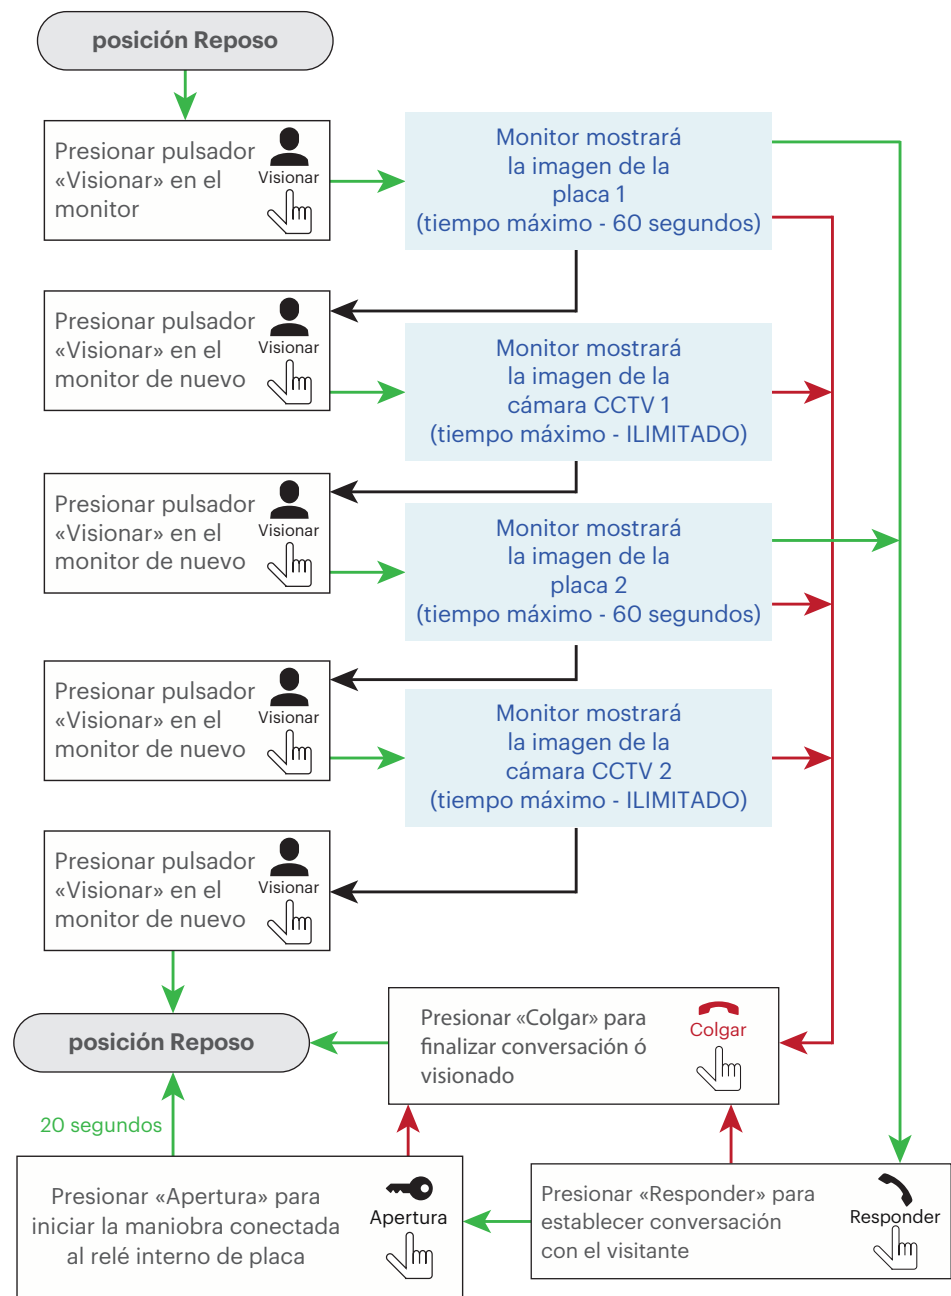 posición Reposo
Presionar pulsador
«Visionar» en el
monitor
Visionar
Monitor mostrará
la imagen de la
placa 1
(tiempo máximo - 60 segundos)
Presionar pulsador
«Visionar» en el
monitor de nuevo
Visionar
Monitor mostrará
la imagen de la
cámara CCTV 1
(tiempo máximo - ILIMITADO)
Presionar pulsador
«Visionar» en el
monitor de nuevo
Visionar
Monitor mostrará
la imagen de la
placa 2
(tiempo máximo - 60 segundos)
Presionar pulsador
«Visionar» en el
monitor de nuevo
Visionar
Monitor mostrará
la imagen de la
cámara CCTV 2
(tiempo máximo - ILIMITADO)
Presionar pulsador
«Visionar» en el
monitor de nuevo
Visionar
posición Reposo
Presionar «Colgar» para
finalizar conversación ó
visionado
Colgar
20 segundos
Presionar «Apertura» para
iniciar la maniobra conectada
al relé interno de placa
Apertura
Presionar «Responder» para
establecer conversación
con el visitante
Responder